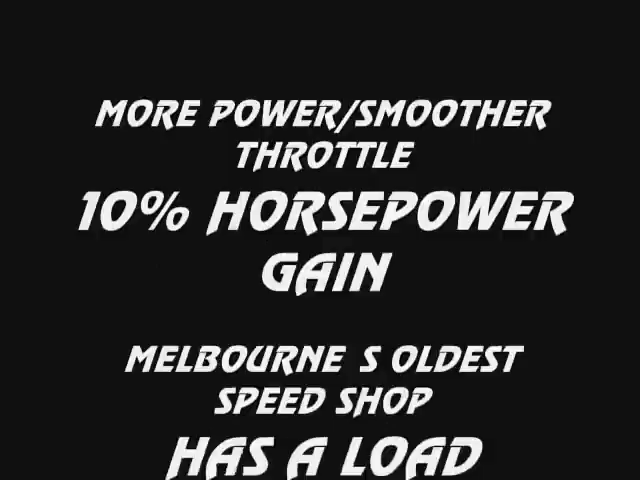 MORE POWER/SMOOTHER
THROTTLE
10% HORSEPOWER
GAIN
MELBOURNE S OLDEST
SPEED SHOP
HAS A LOAD